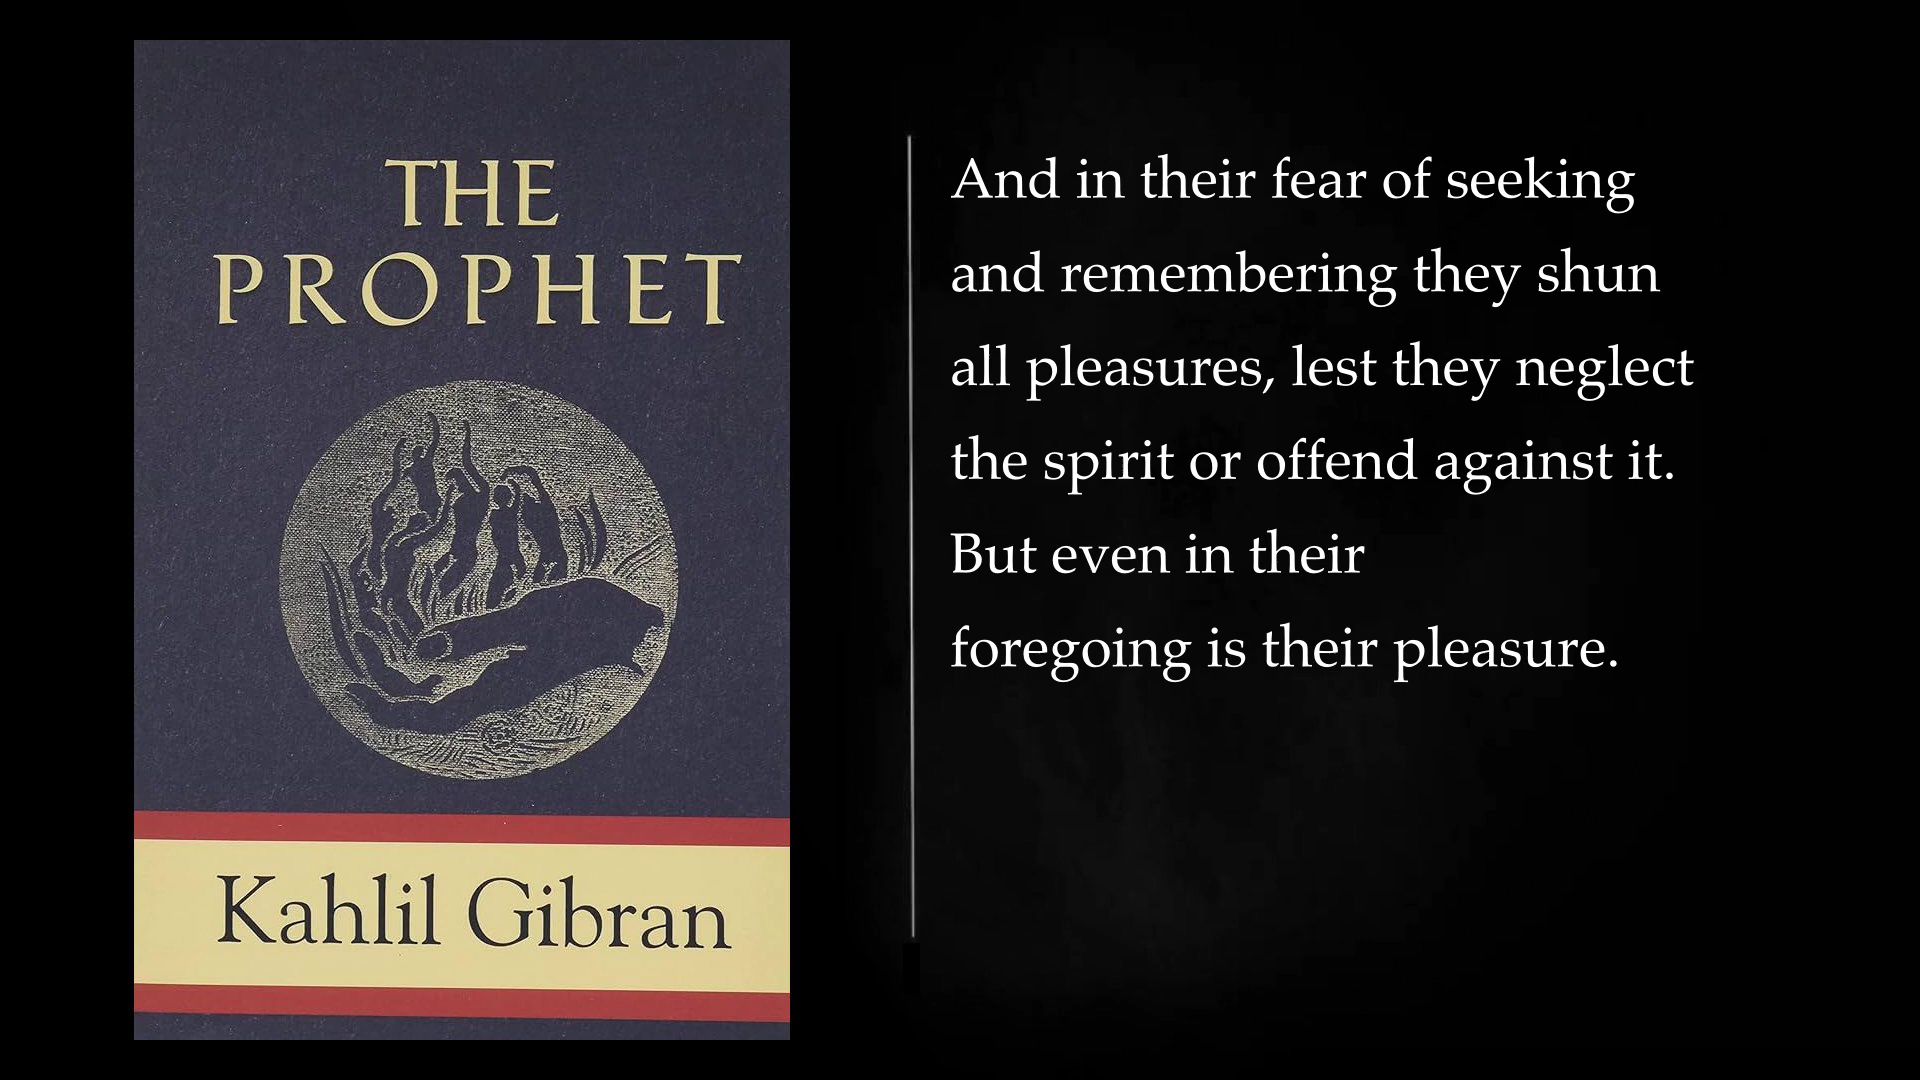 THE
PROPHET
Kahlil Gibran
And in their fear of seeking
and remembering they shun
all pleasures, lest they neglect
the spirit or offend against it.
But even in their
foregoing is their pleasure.